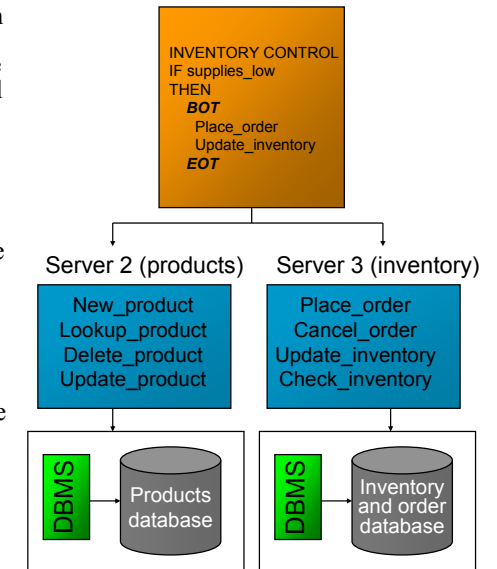 INVENTORY CONTROL
IF supplies_low
THEN
BOT
Place_order
Update_inventory
EOT
Server 2 (products)
Server 3 (inventory)
New_product
Lookup_product
Delete_product
Update_product
Place_order
Cancel_order
Update_inventory
Check_inventory
DBMS
Products
database
DBMS
Inventory
and order
database